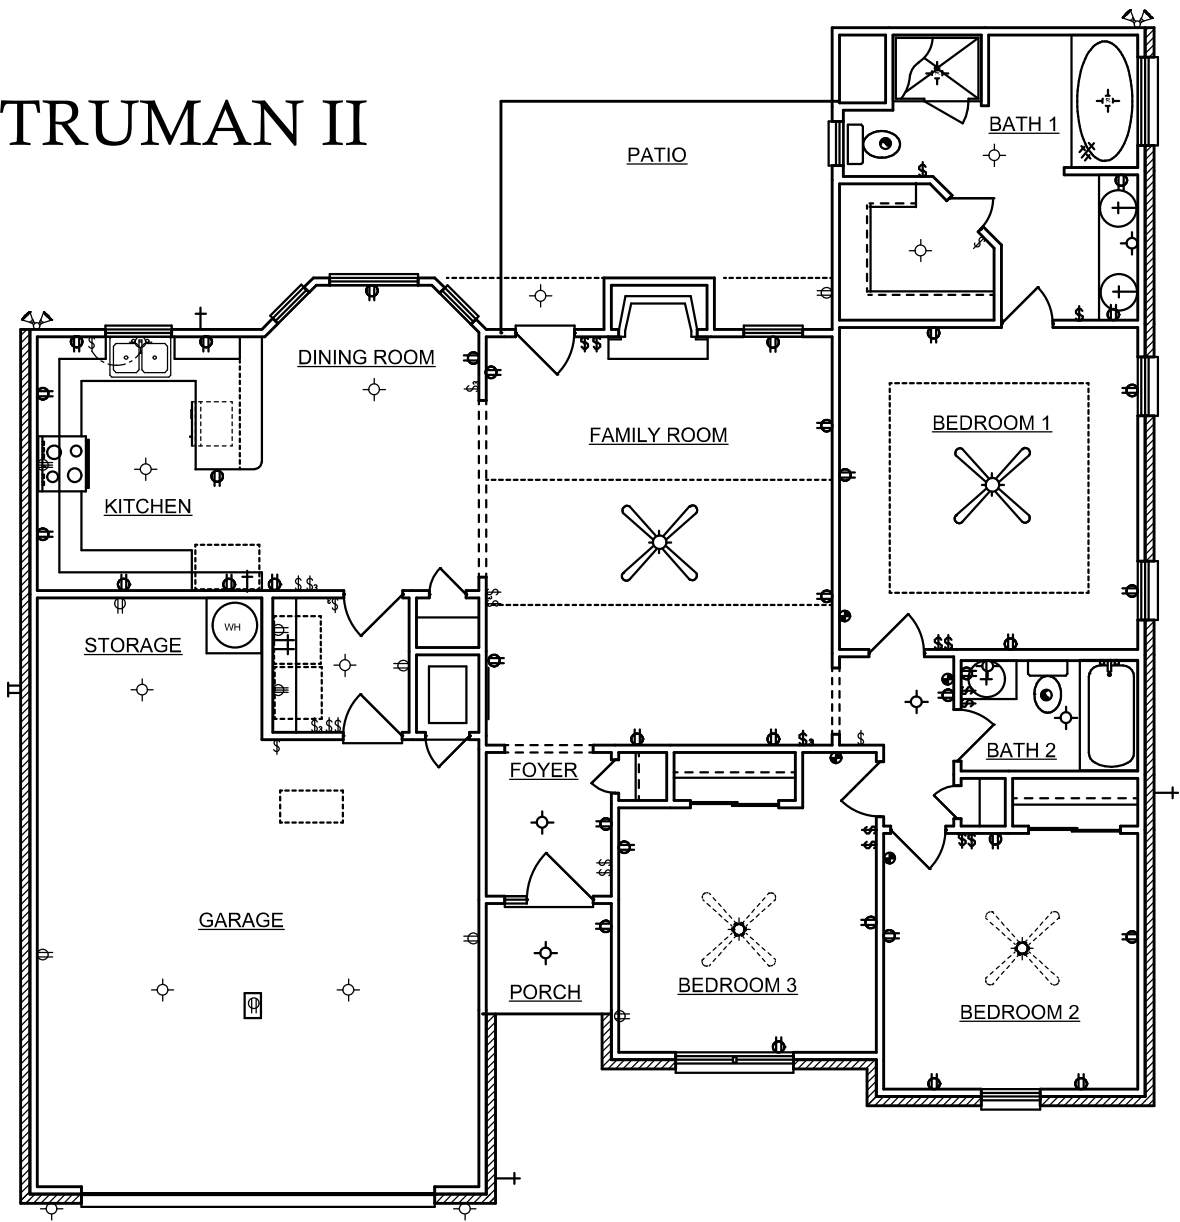 TRUMAN II
BATH 1
PATIO
DINING ROOM
FAMILY ROOM
BEDROOM 1
KITCHEN
WH
STORAGE
BATH 2
FOYER
GARAGE
BEDROOM 3
PORCH
BEDROOM 2